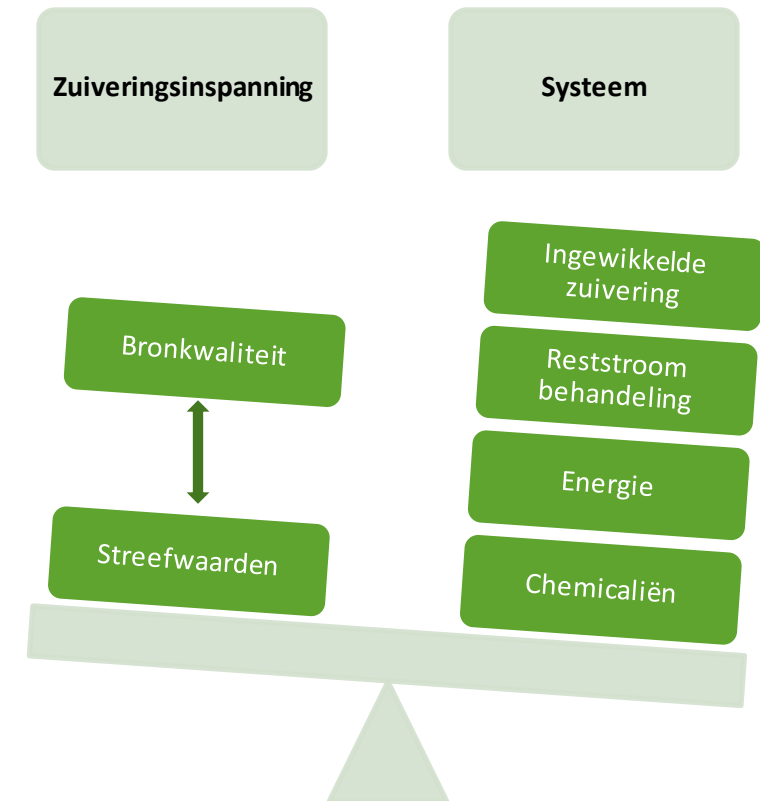 Zuiveringsinspanning
Systeem
Bronkwaliteit
Streefwaarden
Ingewikkelde
zuivering
Reststroom
behandeling
Energie
Chemicaliën